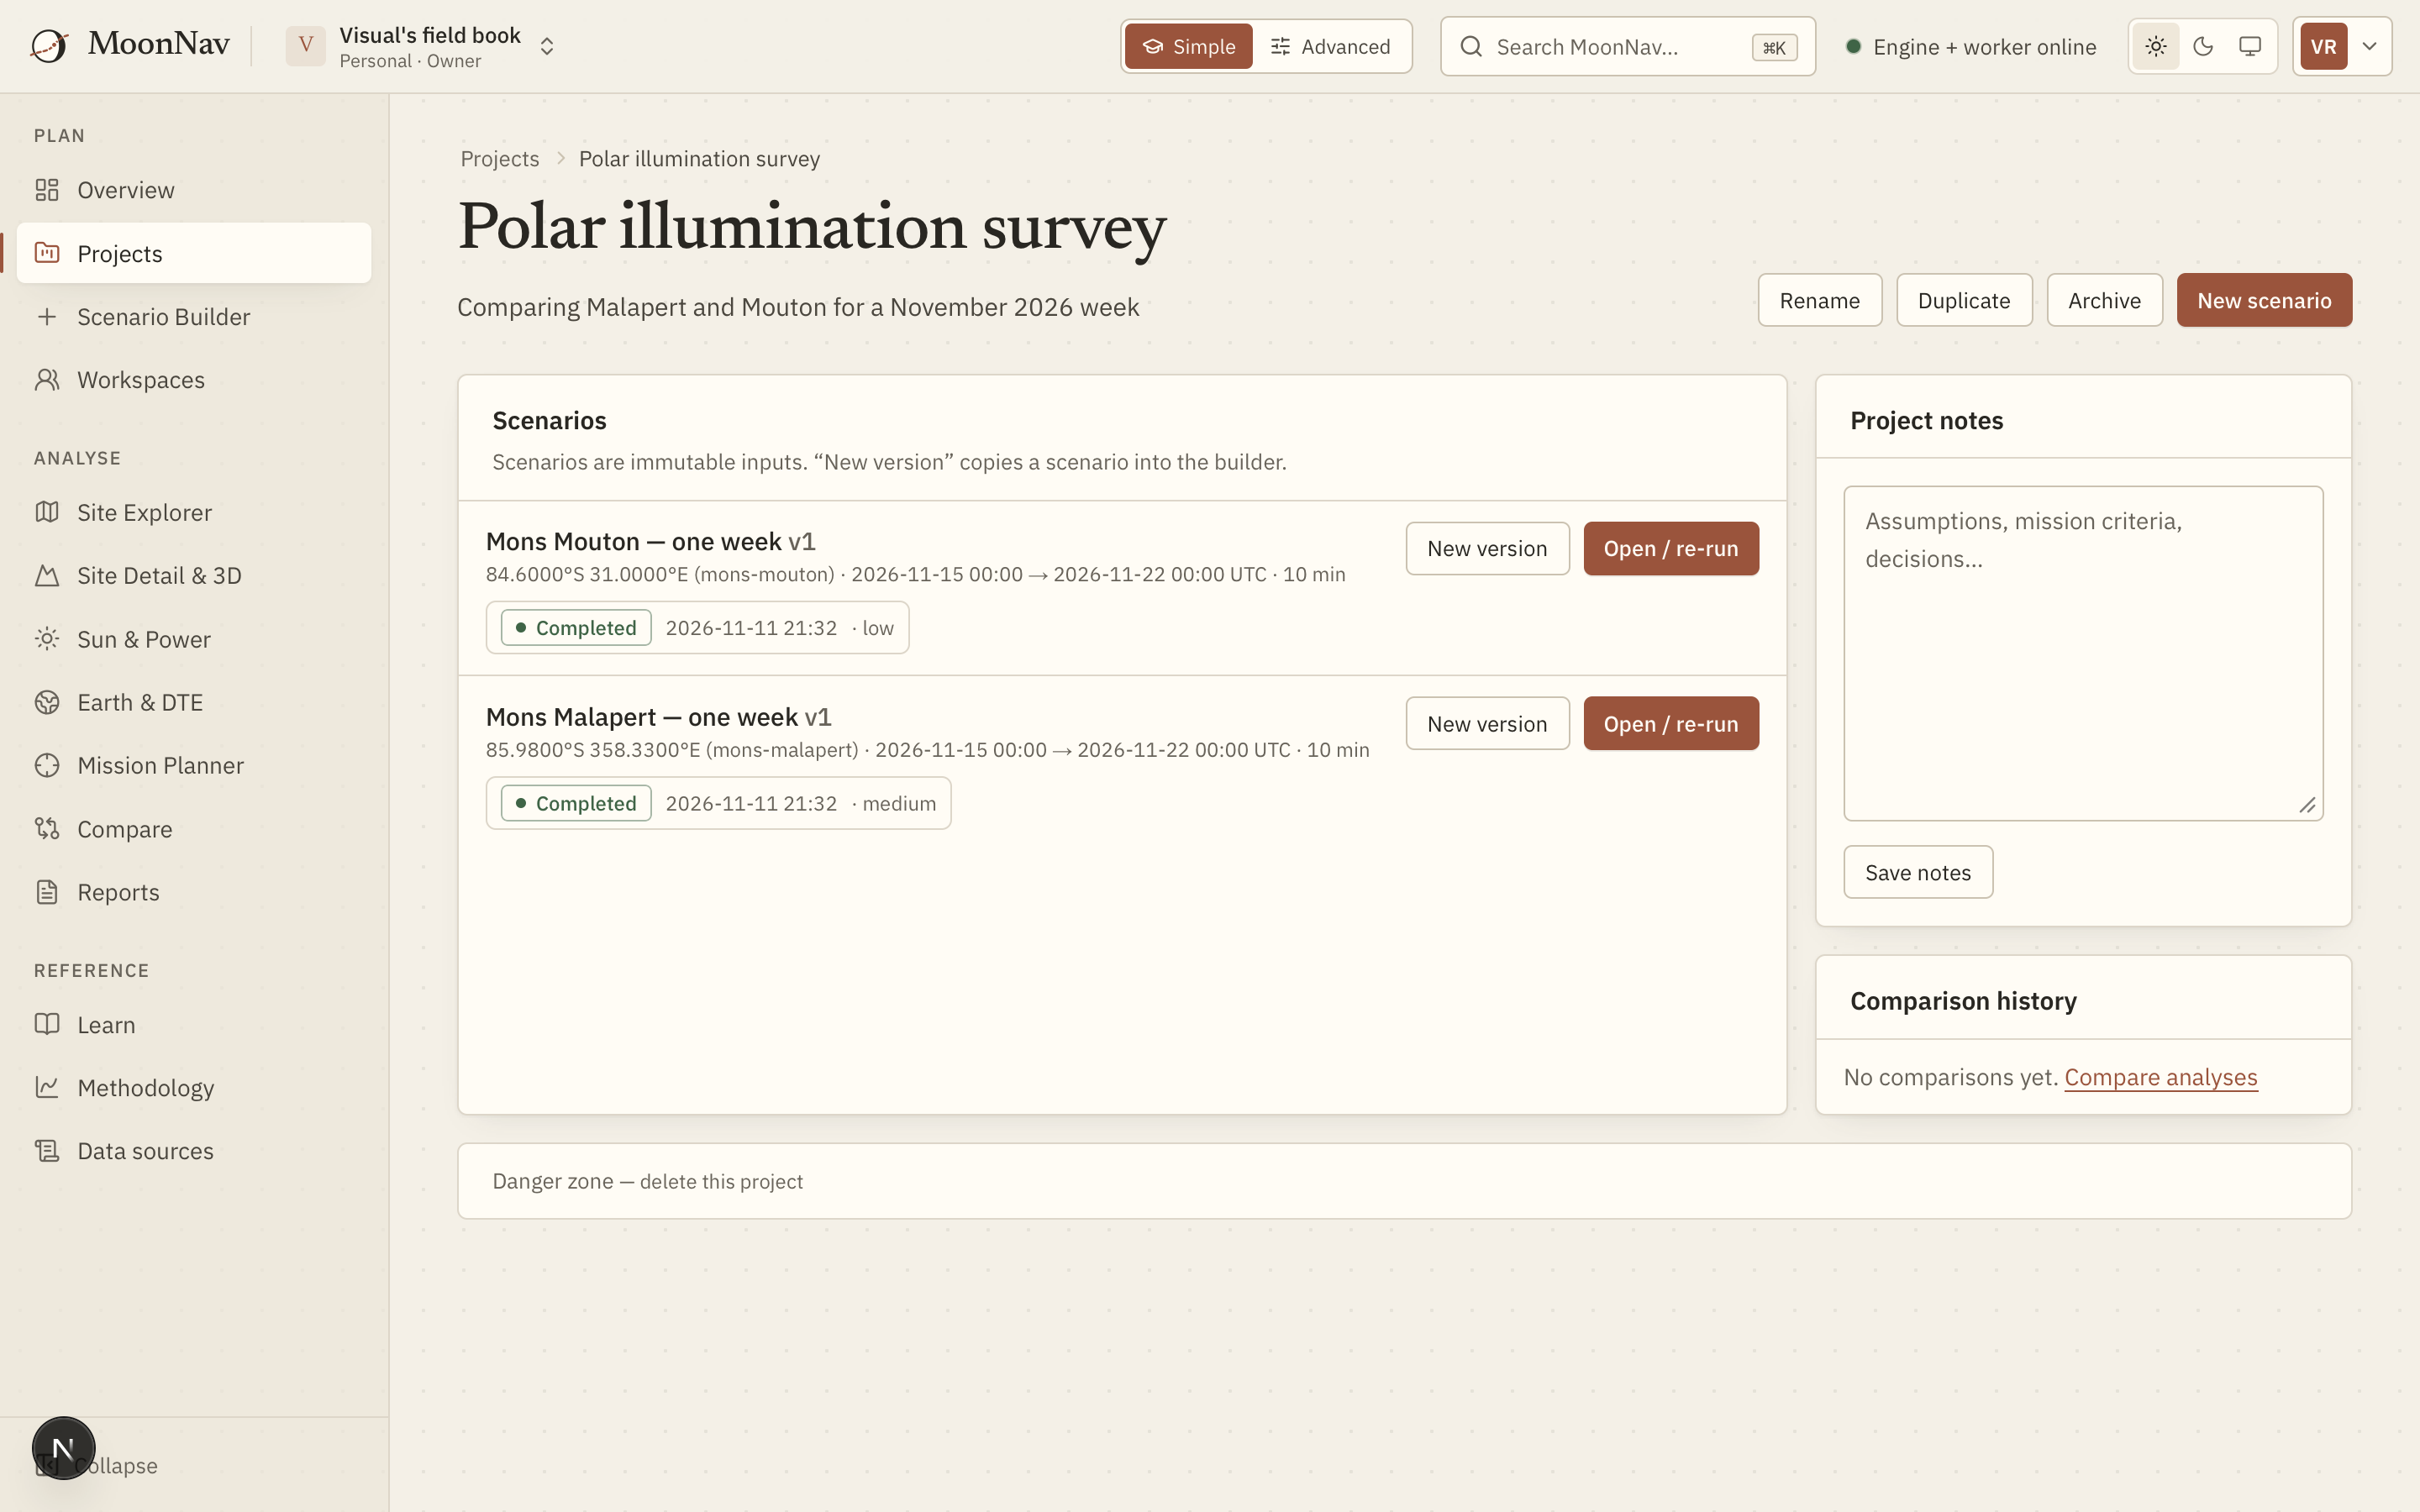 MoonNav
V
Visual's field book
Personal · Owner
Simple
Advanced
Search MoonNav...
⌘K
Engine + worker online
VR
PLAN
Overview
Projects
Scenario Builder
Workspaces
ANALYSE
Site Explorer
Site Detail & 3D
Sun & Power
Earth & DTE
Mission Planner
Compare
Reports
REFERENCE
Learn
Methodology
Data sources
N
Collapse
Projects
Polar illumination survey
Polar illumination survey
Comparing Malapert and Mouton for a November 2026 week
Rename
Duplicate
Archive
New scenario
Scenarios
Scenarios are immutable inputs. “New version” copies a scenario into the builder.
Mons Mouton — one week v1
84.6000°S 31.0000°E (mons-mouton) · 2026-11-15 00:00 → 2026-11-22 00:00 UTC · 10 min
Completed 2026-11-11 21:32 · low
New version
Open / re-run
Mons Malapert — one week v1
85.9800°S 358.3300°E (mons-malapert) · 2026-11-15 00:00 → 2026-11-22 00:00 UTC · 10 min
Completed 2026-11-11 21:32 · medium
New version
Open / re-run
Project notes
Assumptions, mission criteria,
decisions...
Save notes
Comparison history
No comparisons yet. Compare analyses
Danger zone — delete this project